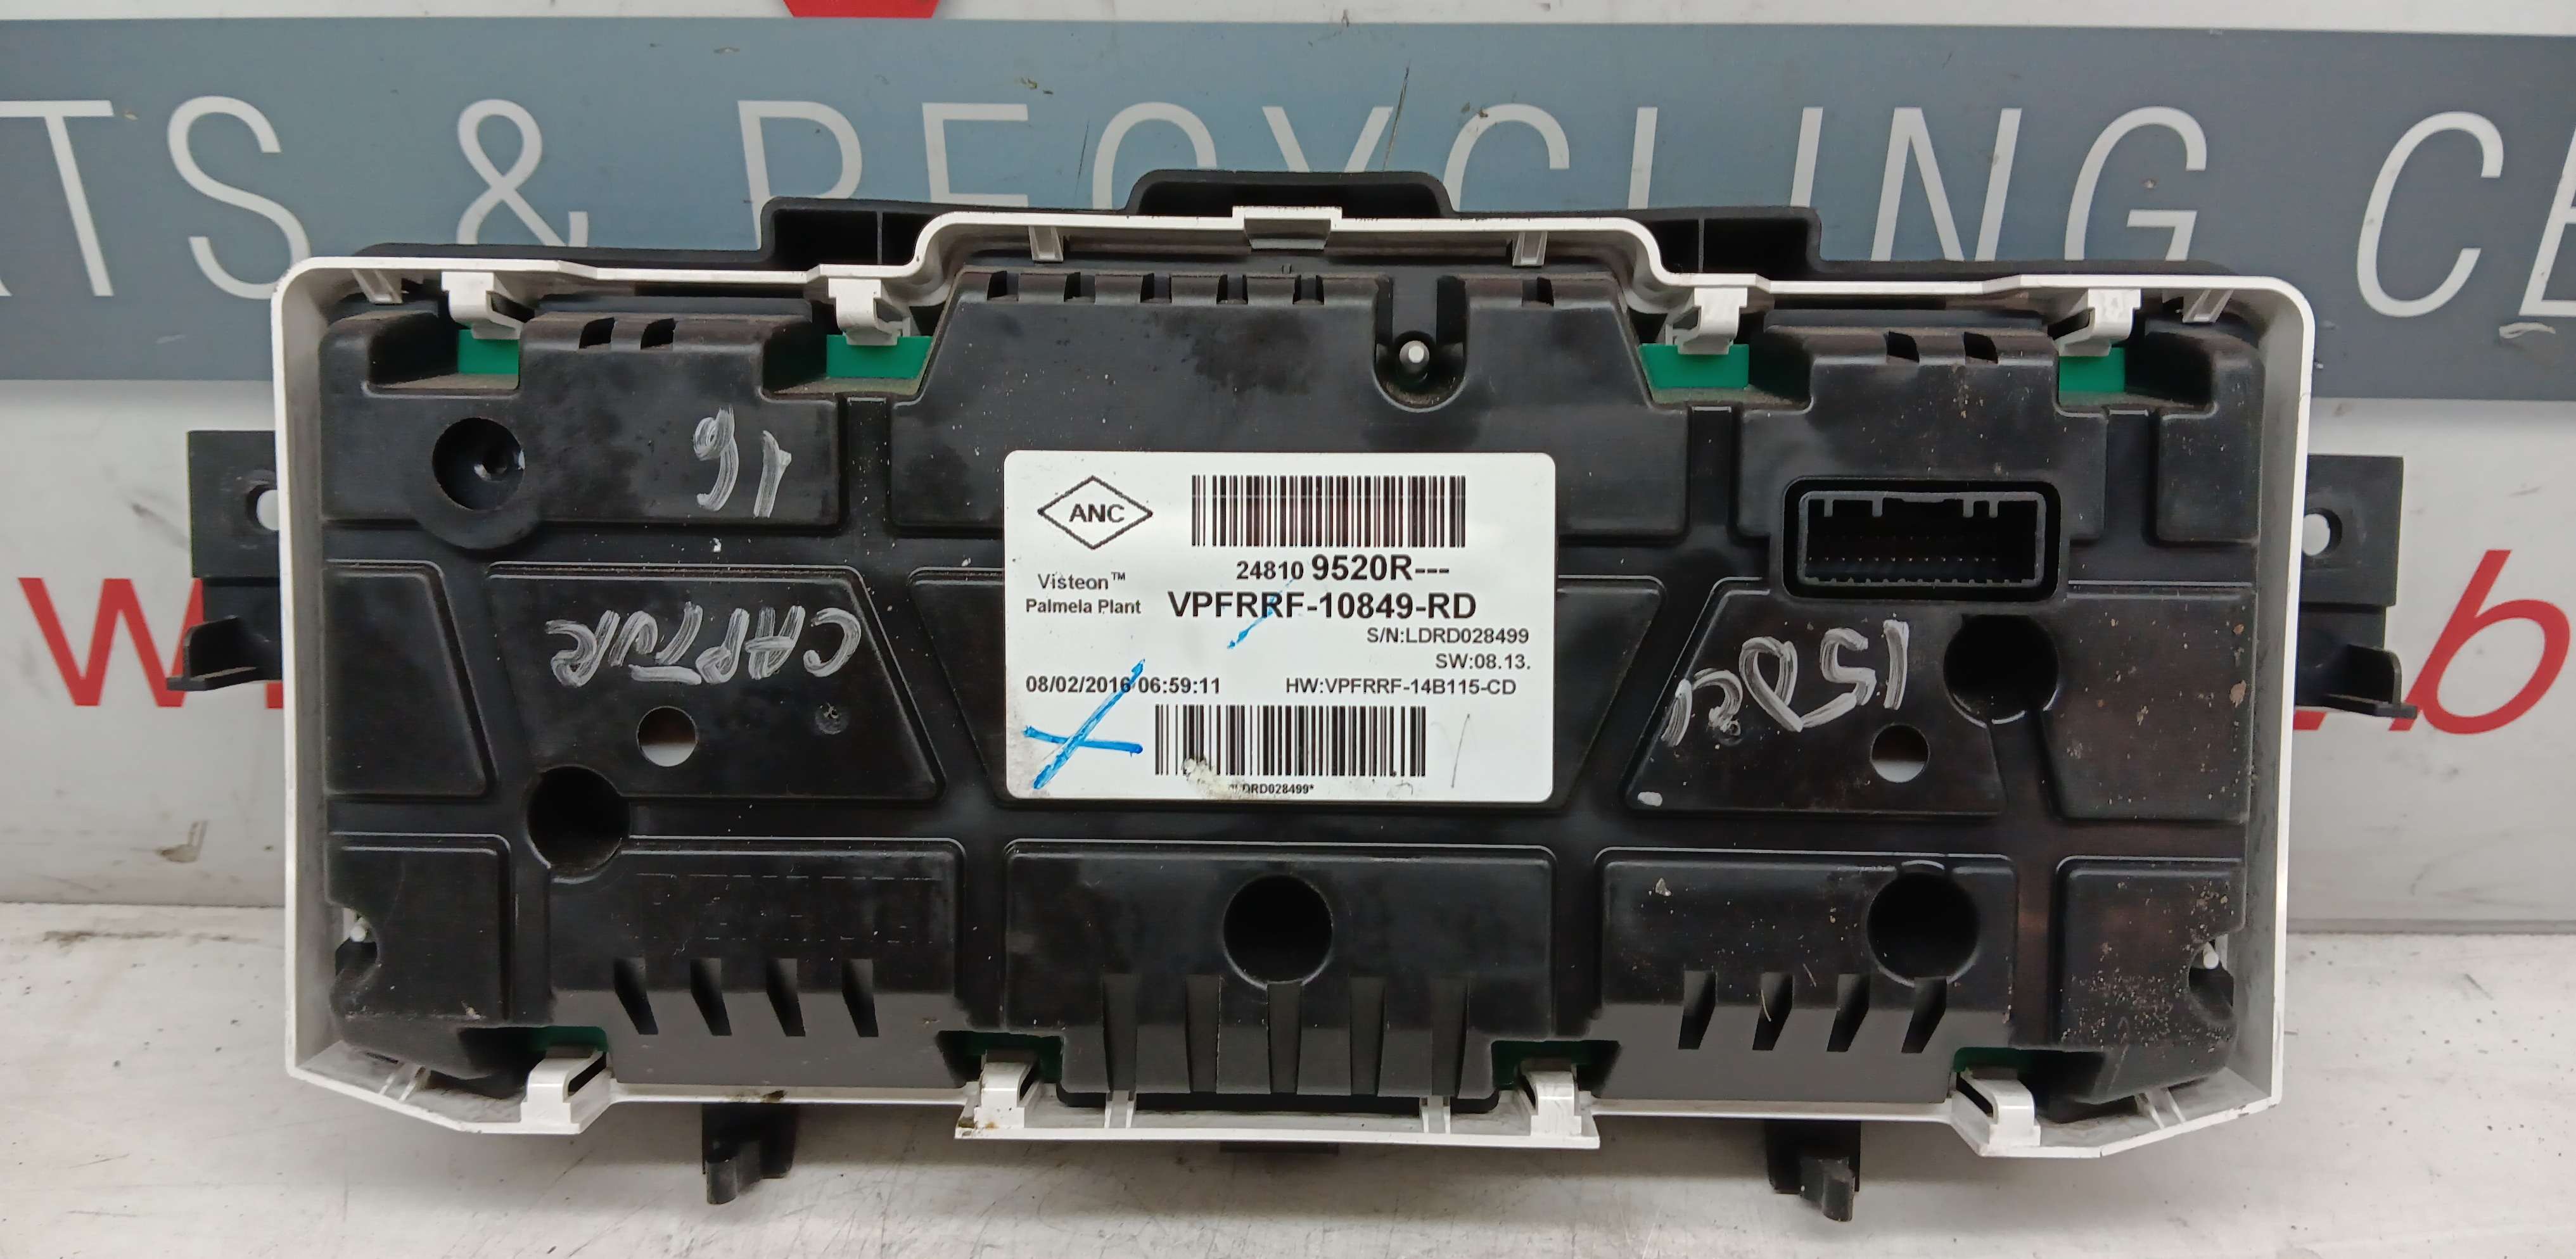 TS & RECYCLING CE
16
ANC
24810 9520R---
Visteon™
Palmela Plant
VPFRRF-10849-RD
S/N:LDRD028499
SW:08.13.
08/02/2016 06:59:11
HW:VPFRRF-14B115-CD
CAPTUR
w
b